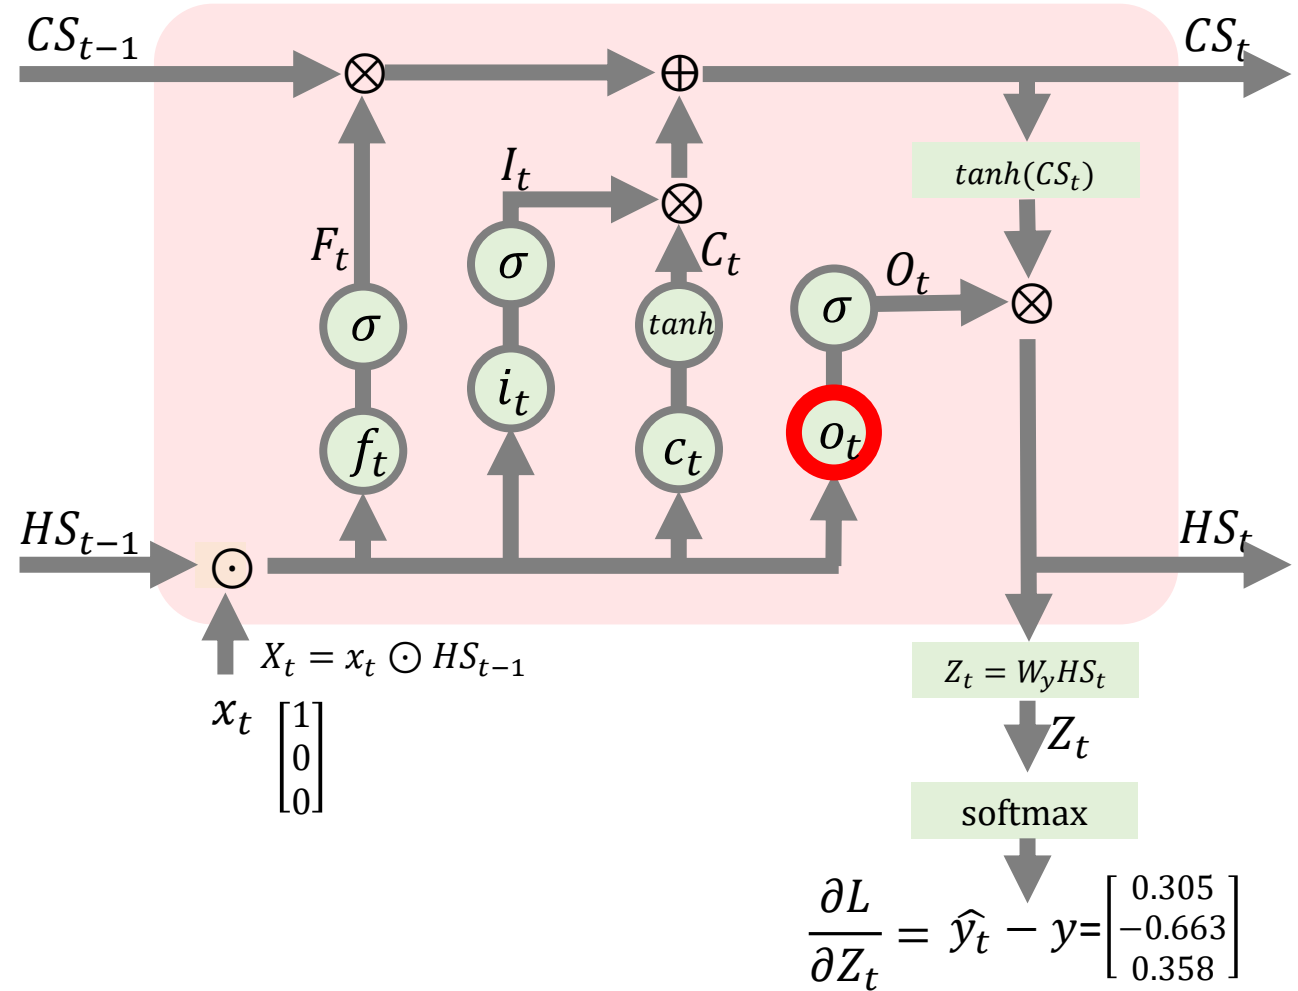 CS_{t-1}
CS_t
⊗
⊕
tanh(CS_t)
I_t
⊗
F_t
σ
C_t
O_t
σ
tanh
σ
⊗
i_t
f_t
c_t
o_t
HS_{t-1}
HS_t
⊙
X_t = x_t ⊙ HS_{t-1}
Z_t = W_y HS_t
x_t [1 0 0]
Z_t
softmax
∂L/∂Z_t = ŷ_t − y= [0.305 −0.663 0.358]